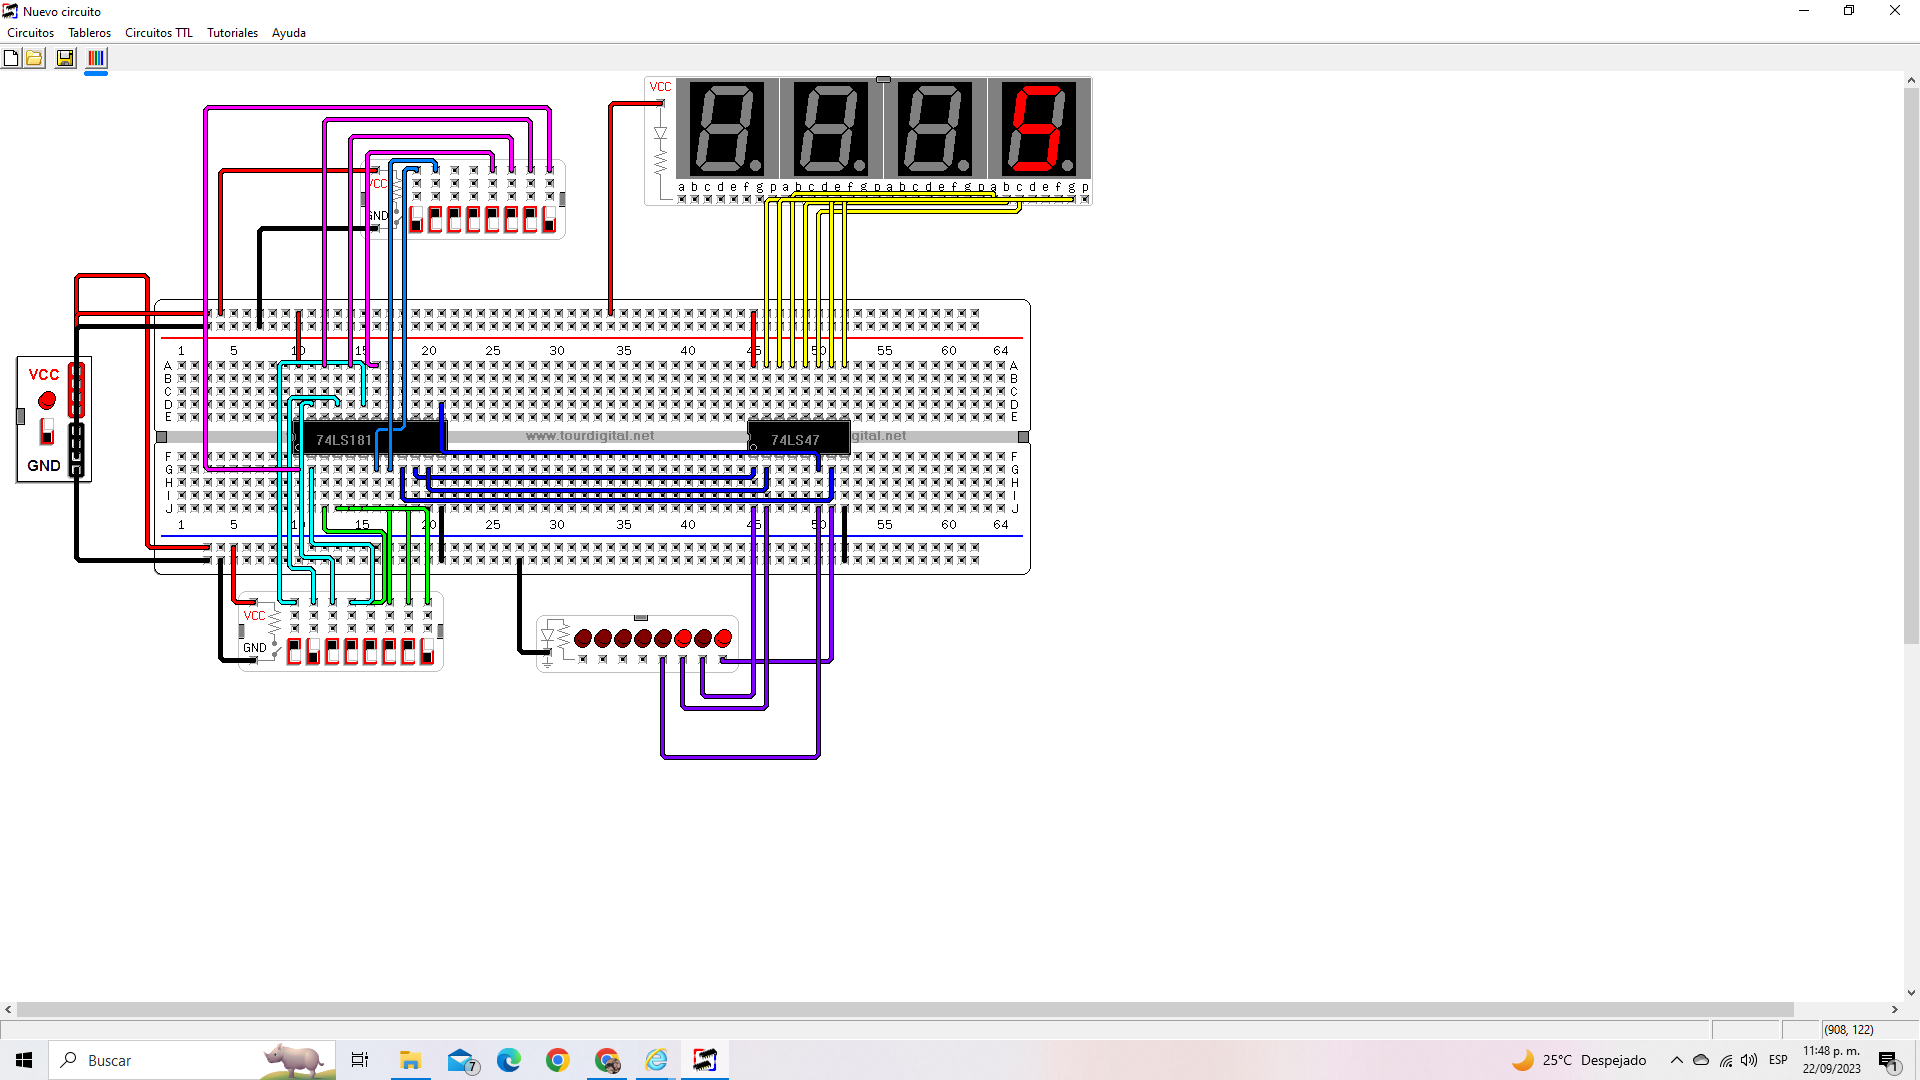 Nuevo circuito
Circuitos Tableros Circuitos TTL Tutoriales Ayuda
VCC
a b c d e f g p a b c d e f g p a b c d e f g p a b c d e f g p
VCC
GND
1 5 10 15 20 25 30 35 40 45 50 55 60 64
A A
B B
C C
D D
E E
VCC
GND
74LS181 www.tourdigital.net 74LS47 gital.net
F F
G G
H H
I I
J J
1 5 10 15 20 25 30 35 40 45 50 55 60 64
VCC
GND
(908, 122)
Buscar
7
25°C Despejado
ESP
11:48 p. m.
22/09/2023
1